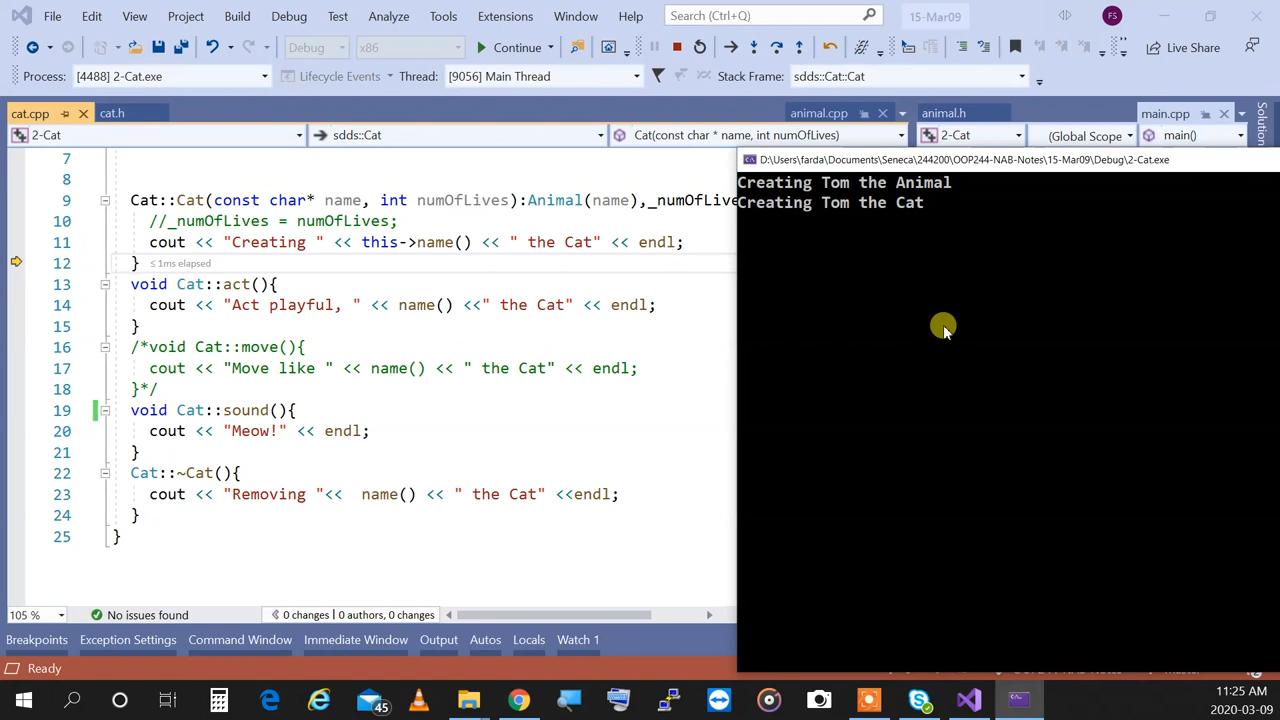 File Edit View Project Build Debug Test Analyze Tools Extensions Window Help Search (Ctrl+Q) 15-Mar09 FS
Debug x86 Continue Live Share
Process: [4488] 2-Cat.exe Lifecycle Events Thread: [9056] Main Thread Stack Frame: sdds::Cat::Cat
cat.cpp cat.h animal.cpp animal.h main.cpp
2-Cat sdds::Cat Cat(const char * name, int numOfLives) 2-Cat (Global Scope main()
Solution
D:\Users\farda\Documents\Seneca\244200\OOP244-NAB-Notes\15-Mar09\Debug\2-Cat.exe
Creating Tom the Animal
Creating Tom the Cat
7
8
9 Cat::Cat(const char* name, int numOfLives):Animal(name),_numOfLive
10 //_numOfLives = numOfLives;
11 cout << "Creating " << this->name() << " the Cat" << endl;
12 } ≤ 1ms elapsed
13 void Cat::act(){
14 cout << "Act playful, " << name() <<" the Cat" << endl;
15 }
16 /*void Cat::move(){
17 cout << "Move like " << name() << " the Cat" << endl;
18 }*/
19 void Cat::sound(){
20 cout << "Meow!" << endl;
21 }
22 Cat::~Cat(){
23 cout << "Removing "<< name() << " the Cat" <<endl;
24 }
25 }
105 % No issues found 0 changes | 0 authors, 0 changes
Breakpoints Exception Settings Command Window Immediate Window Output Autos Locals Watch 1
Ready
45
11:25 AM
2020-03-09